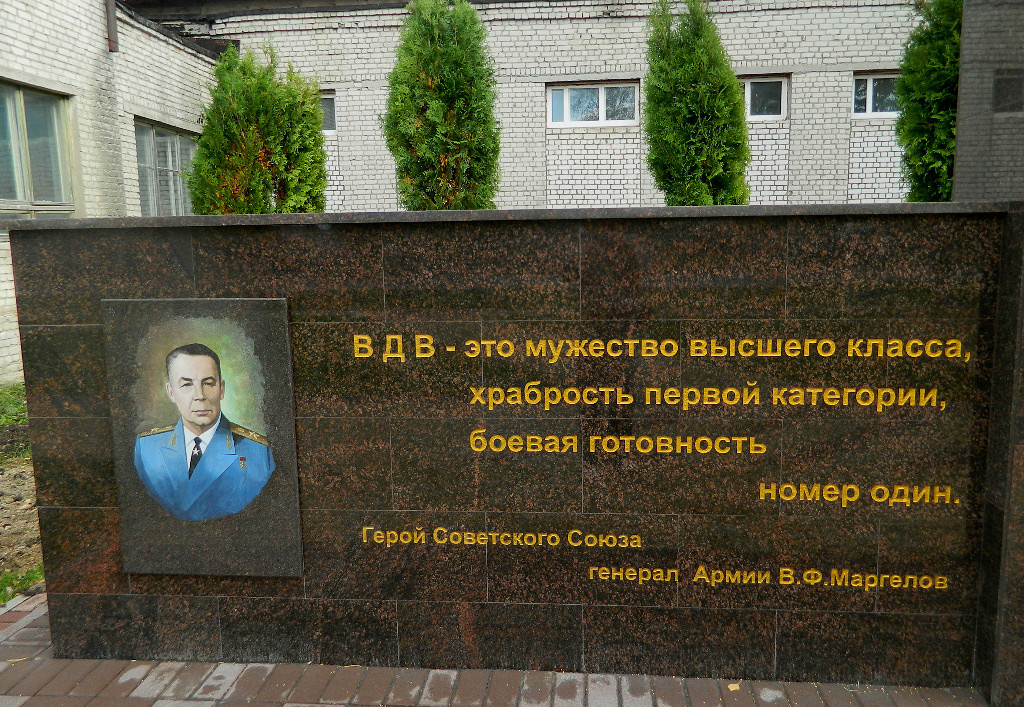 В Д В - это мужество высшего класса,
храбрость первой категории,
боевая готовность
номер один.
Герой Советского Союза
генерал Армии В.Ф.Маргелов